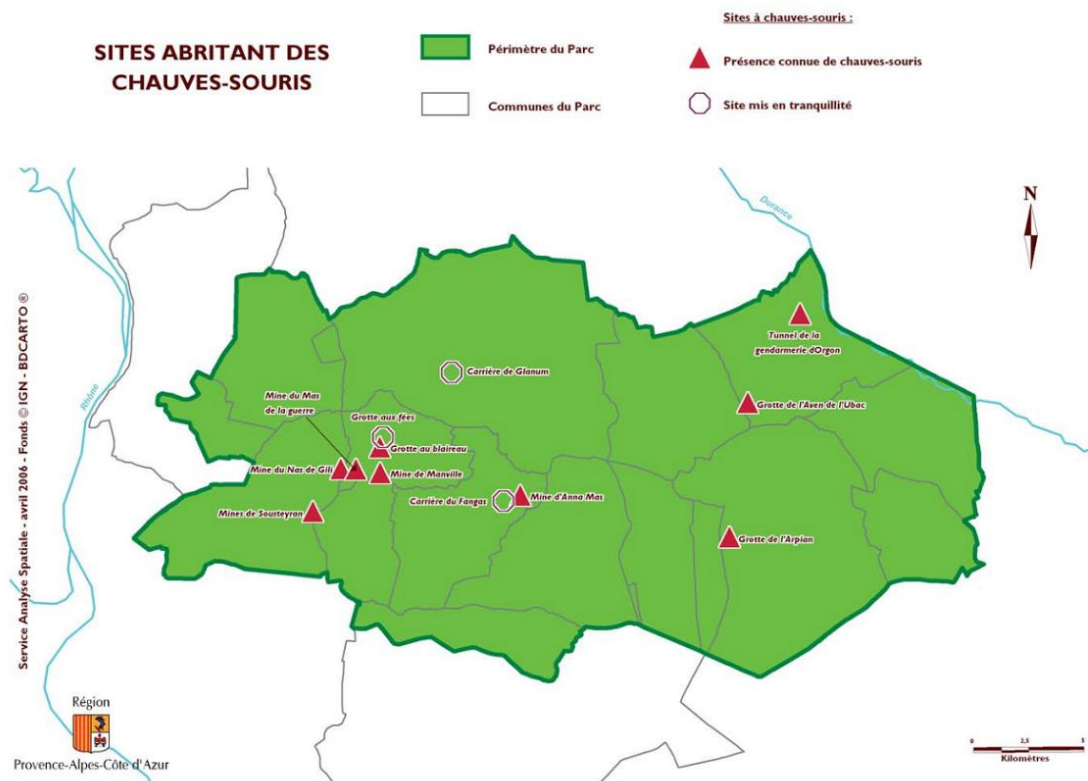 SITES ABRITANT DES
CHAUVES-SOURIS
Périmètre du Parc
Communes du Parc
Sites à chauves-souris :
Présence connue de chauves-souris
Site mis en tranquillité
N
Durance
Rhône
Tunnel de la
gendarmerie d'Orgon
Carrière de Glanum
Mine du Mas
de la guerre
Grotte de l'Aven de l'Ubac
Grotte aux fées
Grotte au blaireau
Mine du Nas de Gili
Mine de Manville
Carrière du Fangas
Mine d'Anna Mas
Mines de Sousteyran
Grotte de l'Arpian
Service Analyse Spatiale - avril 2006 - Fonds © IGN - BDCARTO ®
Région
Provence-Alpes-Côte d'Azur
0 2,5 5
Kilomètres